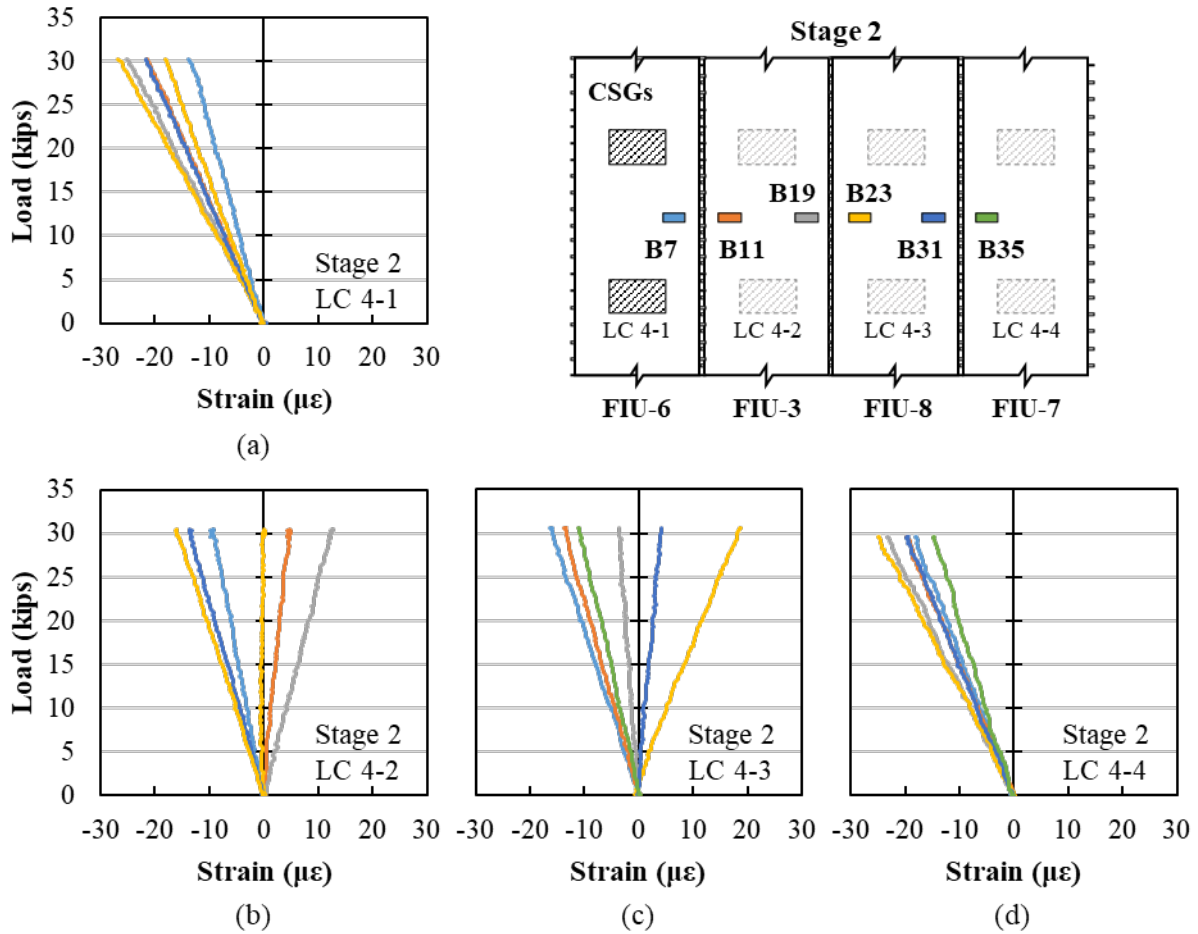 35
30
25
20
15
10
5
0
Load (kips)
-30 -20 -10 0 10 20 30
Strain (με)
Stage 2
LC 4-1
(a)
Stage 2
CSGs
B19 B23
B7 B11 B31 B35
LC 4-1 LC 4-2 LC 4-3 LC 4-4
FIU-6 FIU-3 FIU-8 FIU-7
35
30
25
20
15
10
5
0
Load (kips)
-30 -20 -10 0 10 20 30
Strain (με)
Stage 2
LC 4-2
(b)
-30 -20 -10 0 10 20 30
Strain (με)
Stage 2
LC 4-3
(c)
-30 -20 -10 0 10 20 30
Strain (με)
Stage 2
LC 4-4
(d)